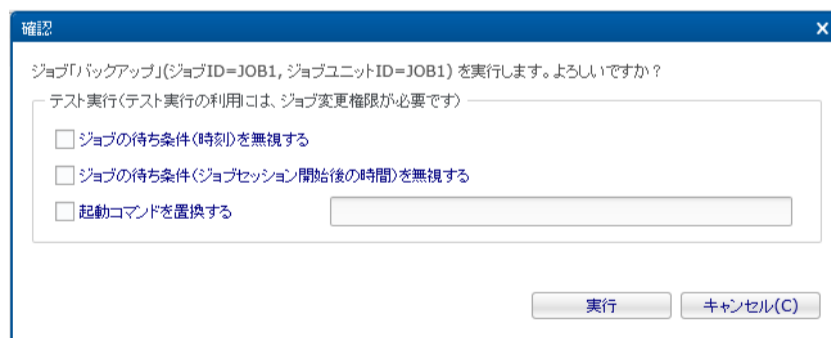 確認
ジョブ「バックアップ」(ジョブID=JOB1, ジョブユニットID=JOB1) を実行します。よろしいですか？
テスト実行(テスト実行の利用には、ジョブ変更権限が必要です)
ジョブの待ち条件(時刻)を無視する
ジョブの待ち条件(ジョブセッション開始後の時間)を無視する
起動コマンドを置換する
実行 キャンセル(C)